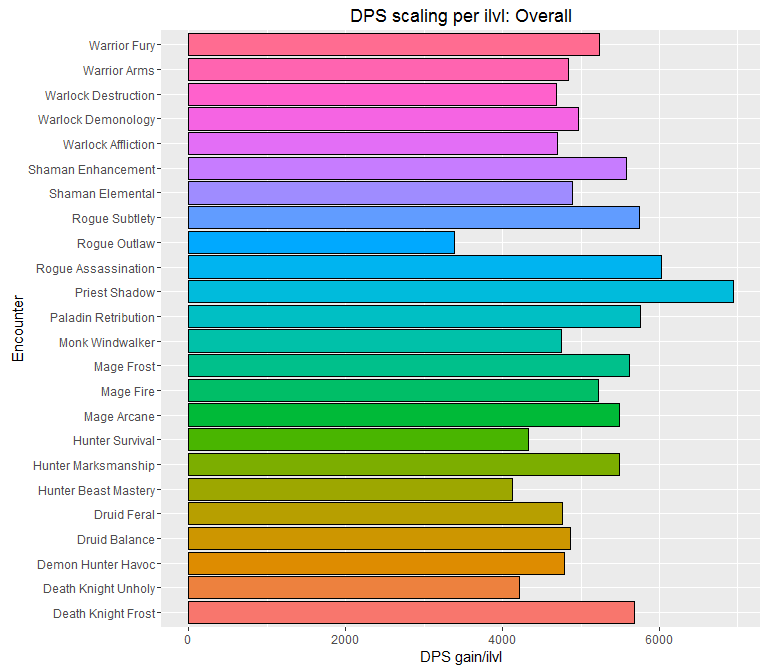 DPS scaling per ilvl: Overall
Encounter
Warrior Fury
Warrior Arms
Warlock Destruction
Warlock Demonology
Warlock Affliction
Shaman Enhancement
Shaman Elemental
Rogue Subtlety
Rogue Outlaw
Rogue Assassination
Priest Shadow
Paladin Retribution
Monk Windwalker
Mage Frost
Mage Fire
Mage Arcane
Hunter Survival
Hunter Marksmanship
Hunter Beast Mastery
Druid Feral
Druid Balance
Demon Hunter Havoc
Death Knight Unholy
Death Knight Frost
0 2000 4000 6000
DPS gain/ilvl